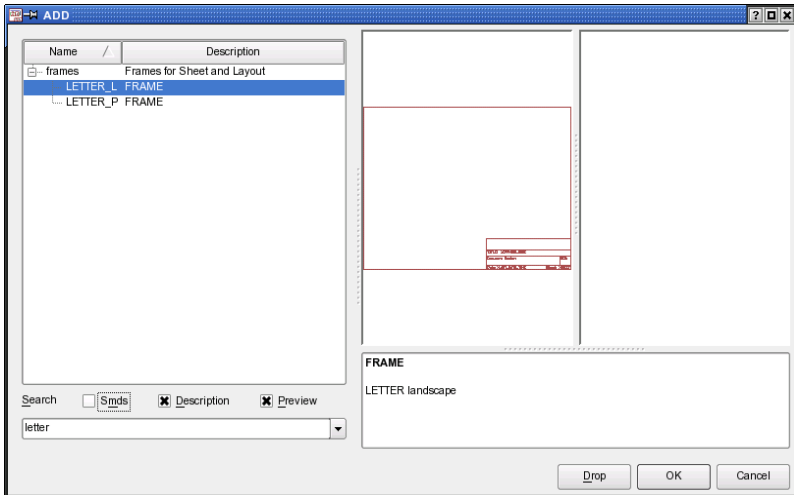 ADD
Name Description
frames Frames for Sheet and Layout
LETTER_L FRAME
LETTER_P FRAME
FRAME
LETTER landscape
Search Smds Description Preview
letter
Drop OK Cancel